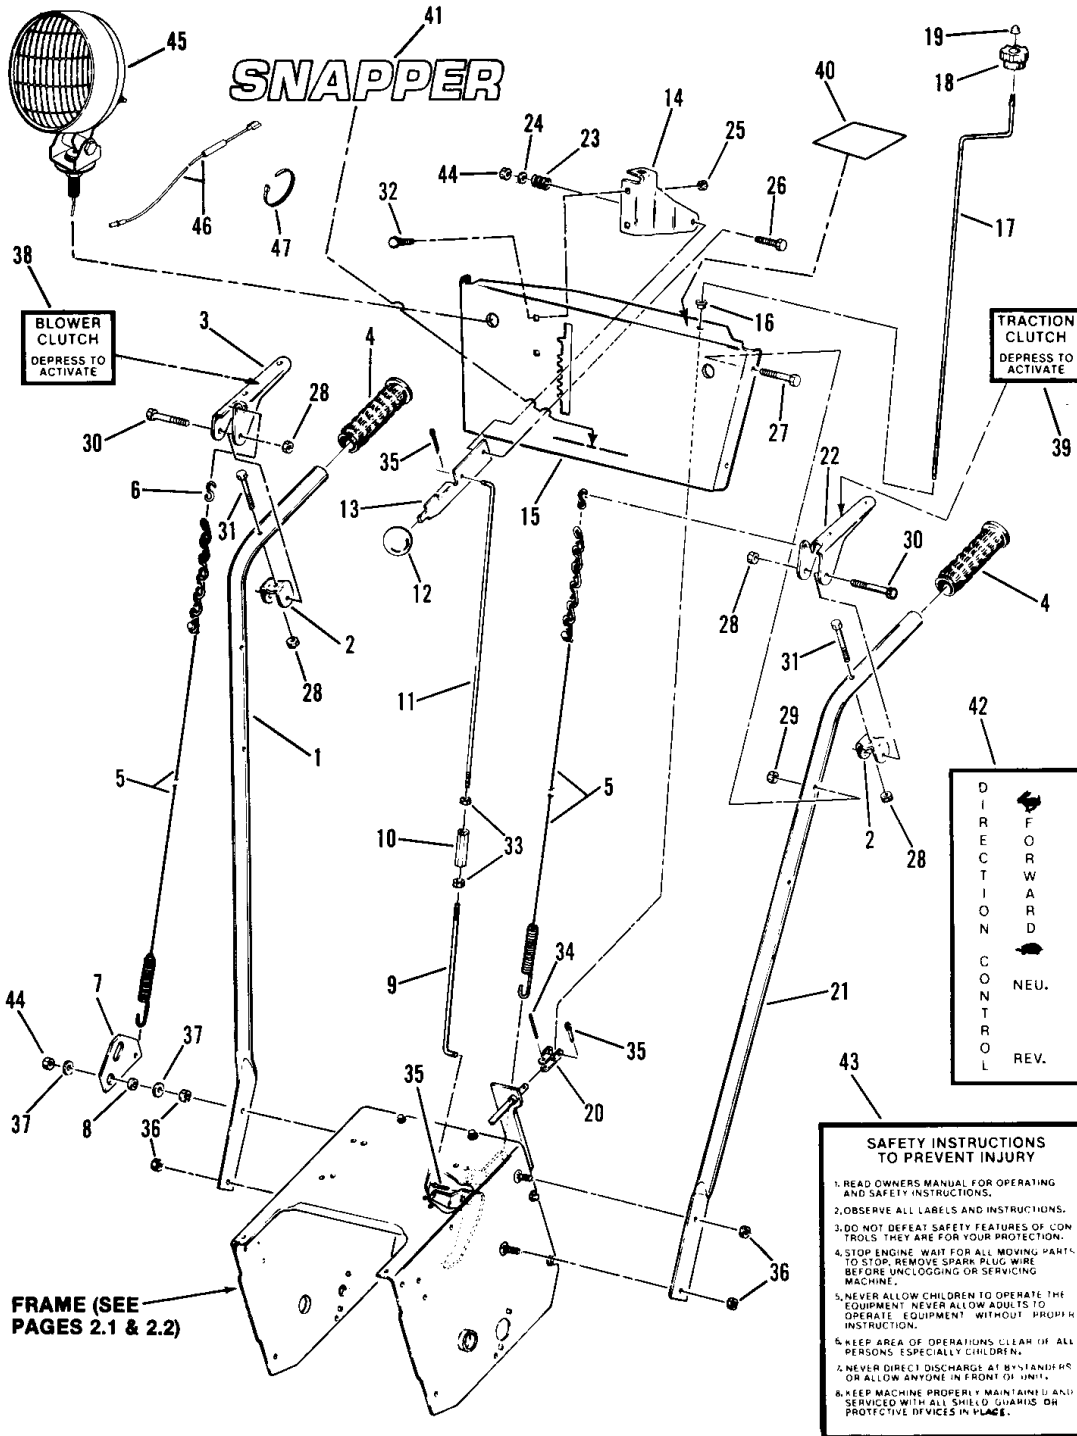 45
41
SNAPPER
19
18
40
14
24
23
25
44
32
26
46
47
17
38
BLOWER
CLUTCH
DEPRESS TO
ACTIVATE
3
4
16
TRACTION
CLUTCH
DEPRESS TO
ACTIVATE
28
30
27
39
35
6
31
13
15
22
12
28
30
4
2
31
28
11
29
42
1
5
5
10
33
2
28
DIRECTION CONTROL
FORWARD
NEU.
REV.
34
9
7
21
44
37
35
20
35
43
37
8
36
SAFETY INSTRUCTIONS
TO PREVENT INJURY
1. READ OWNERS MANUAL FOR OPERATING
AND SAFETY INSTRUCTIONS.
2. OBSERVE ALL LABELS AND INSTRUCTIONS.
3. DO NOT DEFEAT SAFETY FEATURES OF CON
TROLS THEY ARE FOR YOUR PROTECTION.
4. STOP ENGINE WAIT FOR ALL MOVING PARTS
TO STOP. REMOVE SPARK PLUG WIRE
BEFORE UNCLOGGING OR SERVICING
MACHINE.
5. NEVER ALLOW CHILDREN TO OPERATE THE
EQUIPMENT NEVER ALLOW ADULTS TO
OPERATE EQUIPMENT WITHOUT PROPER
INSTRUCTION.
6. KEEP AREA OF OPERATIONS CLEAR OF ALL
PERSONS ESPECIALLY CHILDREN.
7. NEVER DIRECT DISCHARGE AT BYSTANDERS
OR ALLOW ANYONE IN FRONT OF UNIT.
8. KEEP MACHINE PROPERLY MAINTAINED AND
SERVICED WITH ALL SHIELD GUARDS OR
PROTECTIVE DEVICES IN PLACE.
36
FRAME (SEE
PAGES 2.1 & 2.2)